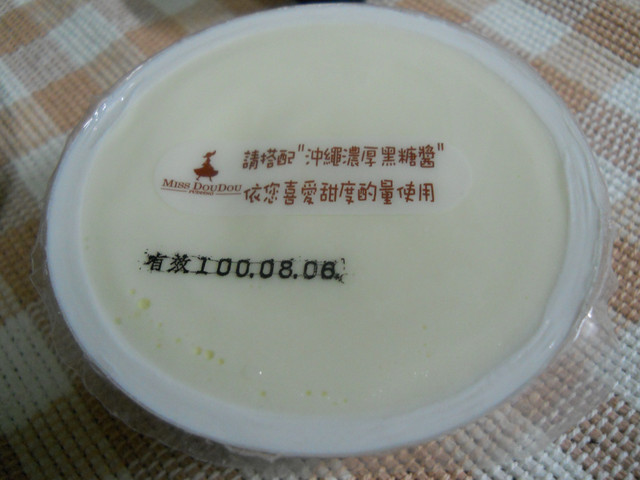 請搭配"沖繩濃厚黑糖醬"
MISS DOUDOU
依您喜愛甜度酌量使用
有效100.08.06